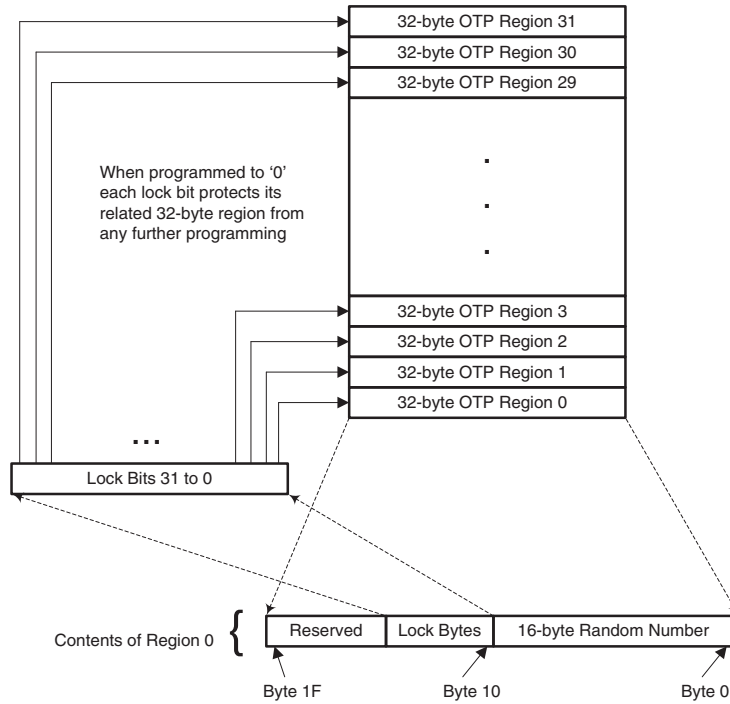 32-byte OTP Region 31
32-byte OTP Region 30
32-byte OTP Region 29
.
.
.
When programmed to ‘0’
each lock bit protects its
related 32-byte region from
any further programming
32-byte OTP Region 3
32-byte OTP Region 2
32-byte OTP Region 1
32-byte OTP Region 0
...
Lock Bits 31 to 0
Contents of Region 0 {
Reserved
Lock Bytes
16-byte Random Number
Byte 1F
Byte 10
Byte 0